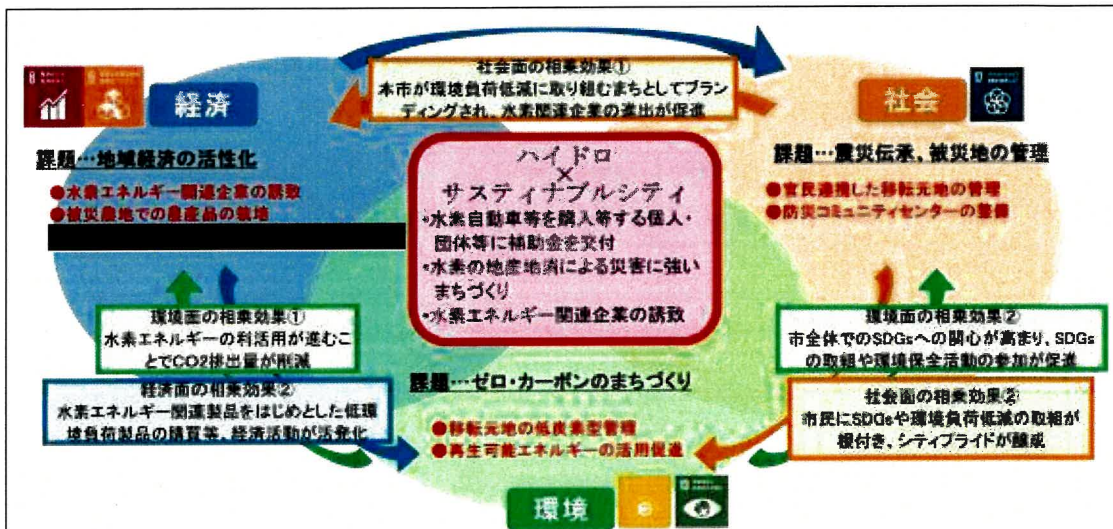 社会面の相乗効果①
本市が環境負荷低減に取り組むまちとしてブラン
ディングされ、水素関連企業の進出が促進
経済
社会
課題…地域経済の活性化
●水素エネルギー関連企業の誘致
●被災農地での農産品の栽培
ハイドロ
×
サスティナブルシティ
•水素自動車等を購入等する個人・
団体等に補助金を交付
•水素の地産地消による災害に強い
まちづくり
•水素エネルギー関連企業の誘致
課題…震災伝承、被災地の管理
●官民連携した移転元地の管理
●防災コミュニティセンターの整備
環境面の相乗効果①
水素エネルギーの利活用が進むこ
とでCO2排出量が削減
経済面の相乗効果②
水素エネルギー関連製品をはじめとした低環
境負荷製品の購買等、経済活動が活発化
課題…ゼロ・カーボンのまちづくり
●移転元地の低炭素型管理
●再生可能エネルギーの活用促進
環境面の相乗効果②
市全体でのSDGsへの関心が高まり、SDGs
の取組や環境保全活動の参加が促進
社会面の相乗効果②
市民にSDGsや環境負荷低減の取組が
根付き、シティプライドが醸成
環境